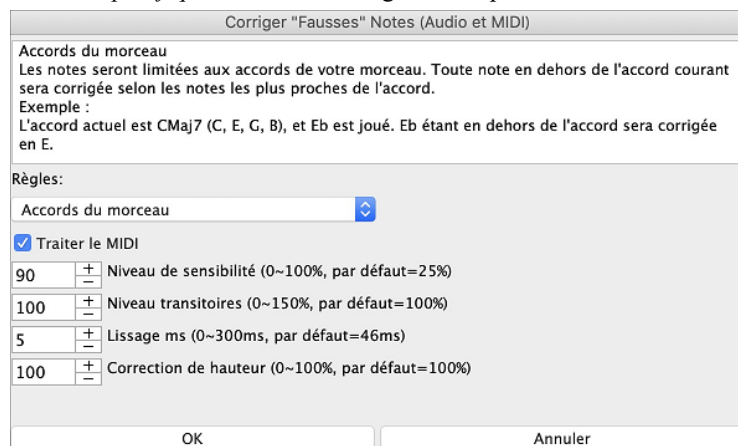 Corriger "Fausses" Notes (Audio et MIDI)
Accords du morceau
Les notes seront limitées aux accords de votre morceau. Toute note en dehors de l'accord courant
sera corrigée selon les notes les plus proches de l'accord.
Exemple :
L'accord actuel est CMaj7 (C, E, G, B), et Eb est joué. Eb étant en dehors de l'accord sera corrigée
en E.
Règles:
Accords du morceau
Traiter le MIDI
90 + − Niveau de sensibilité (0~100%, par défaut=25%)
100 + − Niveau transitoires (0~150%, par défaut=100%)
5 + − Lissage ms (0~300ms, par défaut=46ms)
100 + − Correction de hauteur (0~100%, par défaut=100%)
OK Annuler